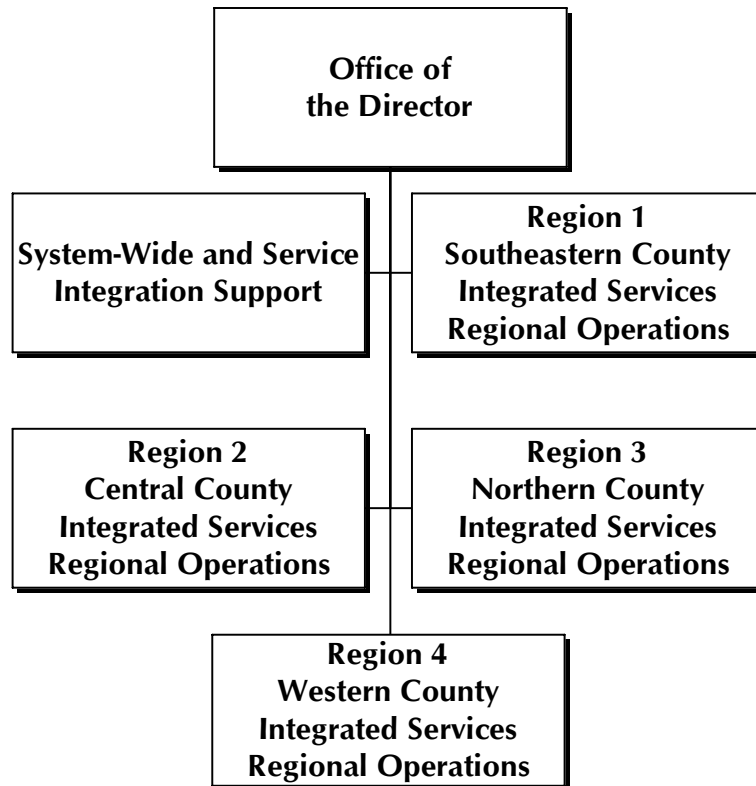 Office of
the Director
System-Wide and Service
Integration Support
Region 1
Southeastern County
Integrated Services
Regional Operations
Region 2
Central County
Integrated Services
Regional Operations
Region 3
Northern County
Integrated Services
Regional Operations
Region 4
Western County
Integrated Services
Regional Operations